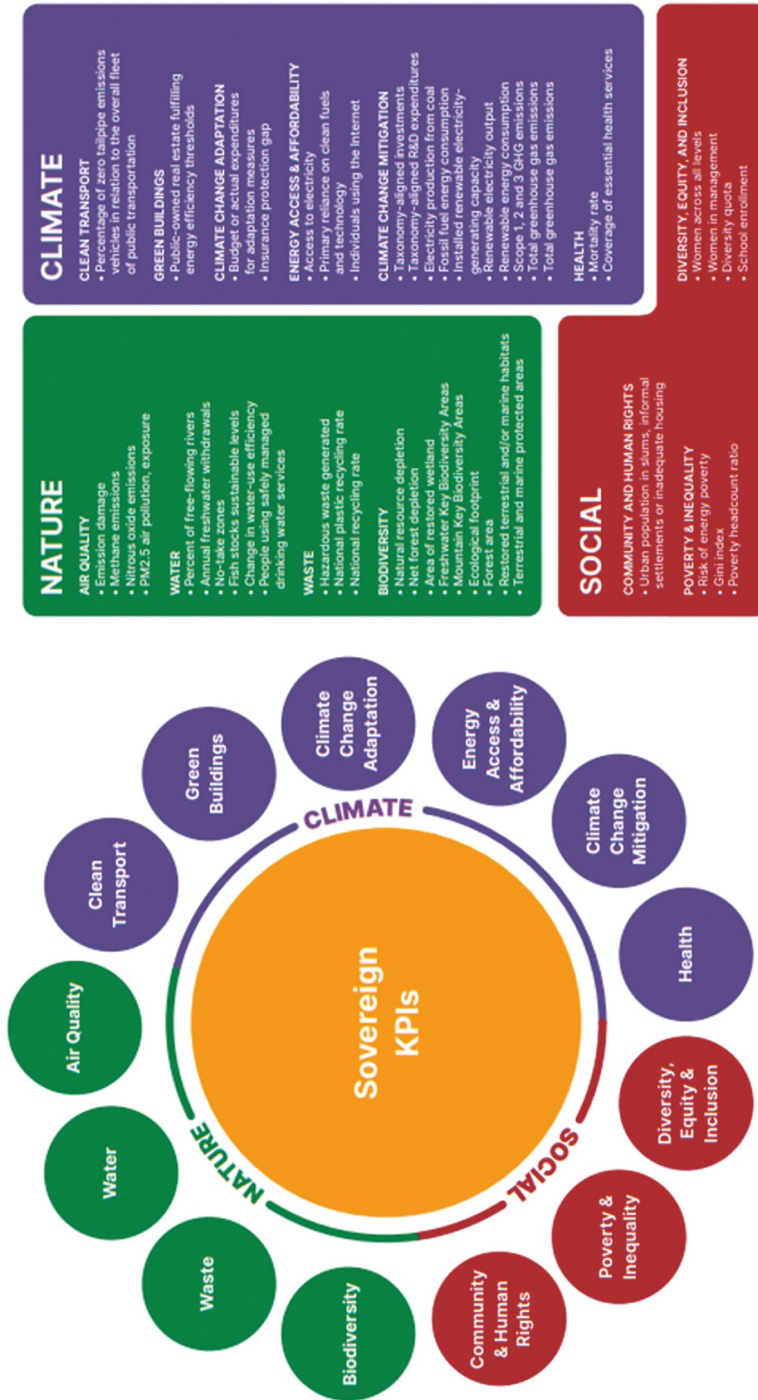 Sovereign
KPIs
CLIMATE
SOCIAL
NATURE
Air Quality
Clean
Transport
Green
Buildings
Climate
Change
Adaptation
Energy
Access &
Affordability
Climate
Change
Mitigation
Health
Diversity,
Equity &
Inclusion
Poverty &
Inequality
Community
& Human
Rights
Biodiversity
Waste
Water
NATURE
AIR QUALITY
• Emission damage
• Methane emissions
• Nitrous oxide emissions
• PM2.5 air pollution, exposure
WATER
• Percent of free-flowing rivers
• Annual freshwater withdrawals
• No-take zones
• Fish stocks sustainable levels
• Change in water-use efficiency
• People using safely managed
drinking water services
WASTE
• Hazardous waste generated
• National plastic recycling rate
• National recycling rate
BIODIVERSITY
• Natural resource depletion
• Net forest depletion
• Area of restored wetland
• Freshwater Key Biodiversity Areas
• Mountain Key Biodiversity Areas
• Ecological footprint
• Forest area
• Restored terrestrial and/or marine habitats
• Terrestrial and marine protected areas
CLIMATE
CLEAN TRANSPORT
• Percentage of zero tailpipe emissions
vehicles in relation to the overall fleet
of public transportation
GREEN BUILDINGS
• Public-owned real estate fulfilling
energy efficiency thresholds
CLIMATE CHANGE ADAPTATION
• Budget or actual expenditures
for adaptation measures
• Insurance protection gap
ENERGY ACCESS & AFFORDABILITY
• Access to electricity
• Primary reliance on clean fuels
and technology
• Individuals using the Internet
CLIMATE CHANGE MITIGATION
• Taxonomy-aligned investments
• Taxonomy-aligned R&D expenditures
• Electricity production from coal
• Fossil fuel energy consumption
• Installed renewable electricity-
generating capacity
• Renewable electricity output
• Renewable energy consumption
• Scope 1, 2 and 3 GHG emissions
• Total greenhouse gas emissions
• Total greenhouse gas emissions
HEALTH
• Mortality rate
• Coverage of essential health services
SOCIAL
COMMUNITY AND HUMAN RIGHTS
• Urban population in slums, informal
settlements or inadequate housing
POVERTY & INEQUALITY
• Risk of energy poverty
• Gini index
• Poverty headcount ratio
DIVERSITY, EQUITY, AND INCLUSION
• Women across all levels
• Women in management
• Diversity quota
• School enrollment